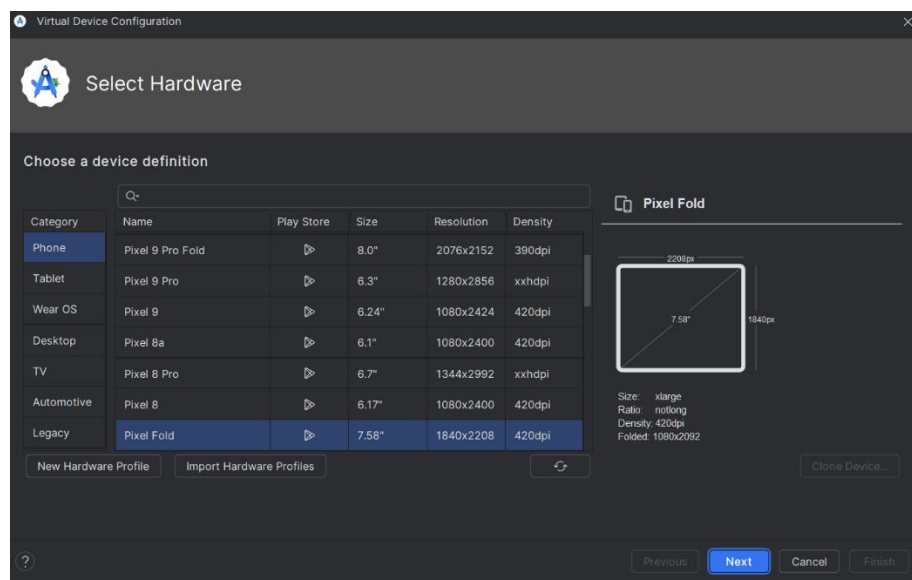 Virtual Device Configuration
Select Hardware
Choose a device definition
Category Name Play Store Size Resolution Density
Phone Pixel 9 Pro Fold 8.0" 2076x2152 390dpi
Tablet Pixel 9 Pro 6.3" 1280x2856 xxhdpi
Wear OS Pixel 9 6.24" 1080x2424 420dpi
Desktop Pixel 8a 6.1" 1080x2400 420dpi
TV Pixel 8 Pro 6.7" 1344x2992 xxhdpi
Automotive Pixel 8 6.17" 1080x2400 420dpi
Legacy Pixel Fold 7.58" 1840x2208 420dpi
New Hardware Profile Import Hardware Profiles
Pixel Fold
2208px
7.58" 1840px
Size: xlarge
Ratio: notlong
Density: 420dpi
Folded: 1080x2092
Clone Device...
? Previous Next Cancel Finish